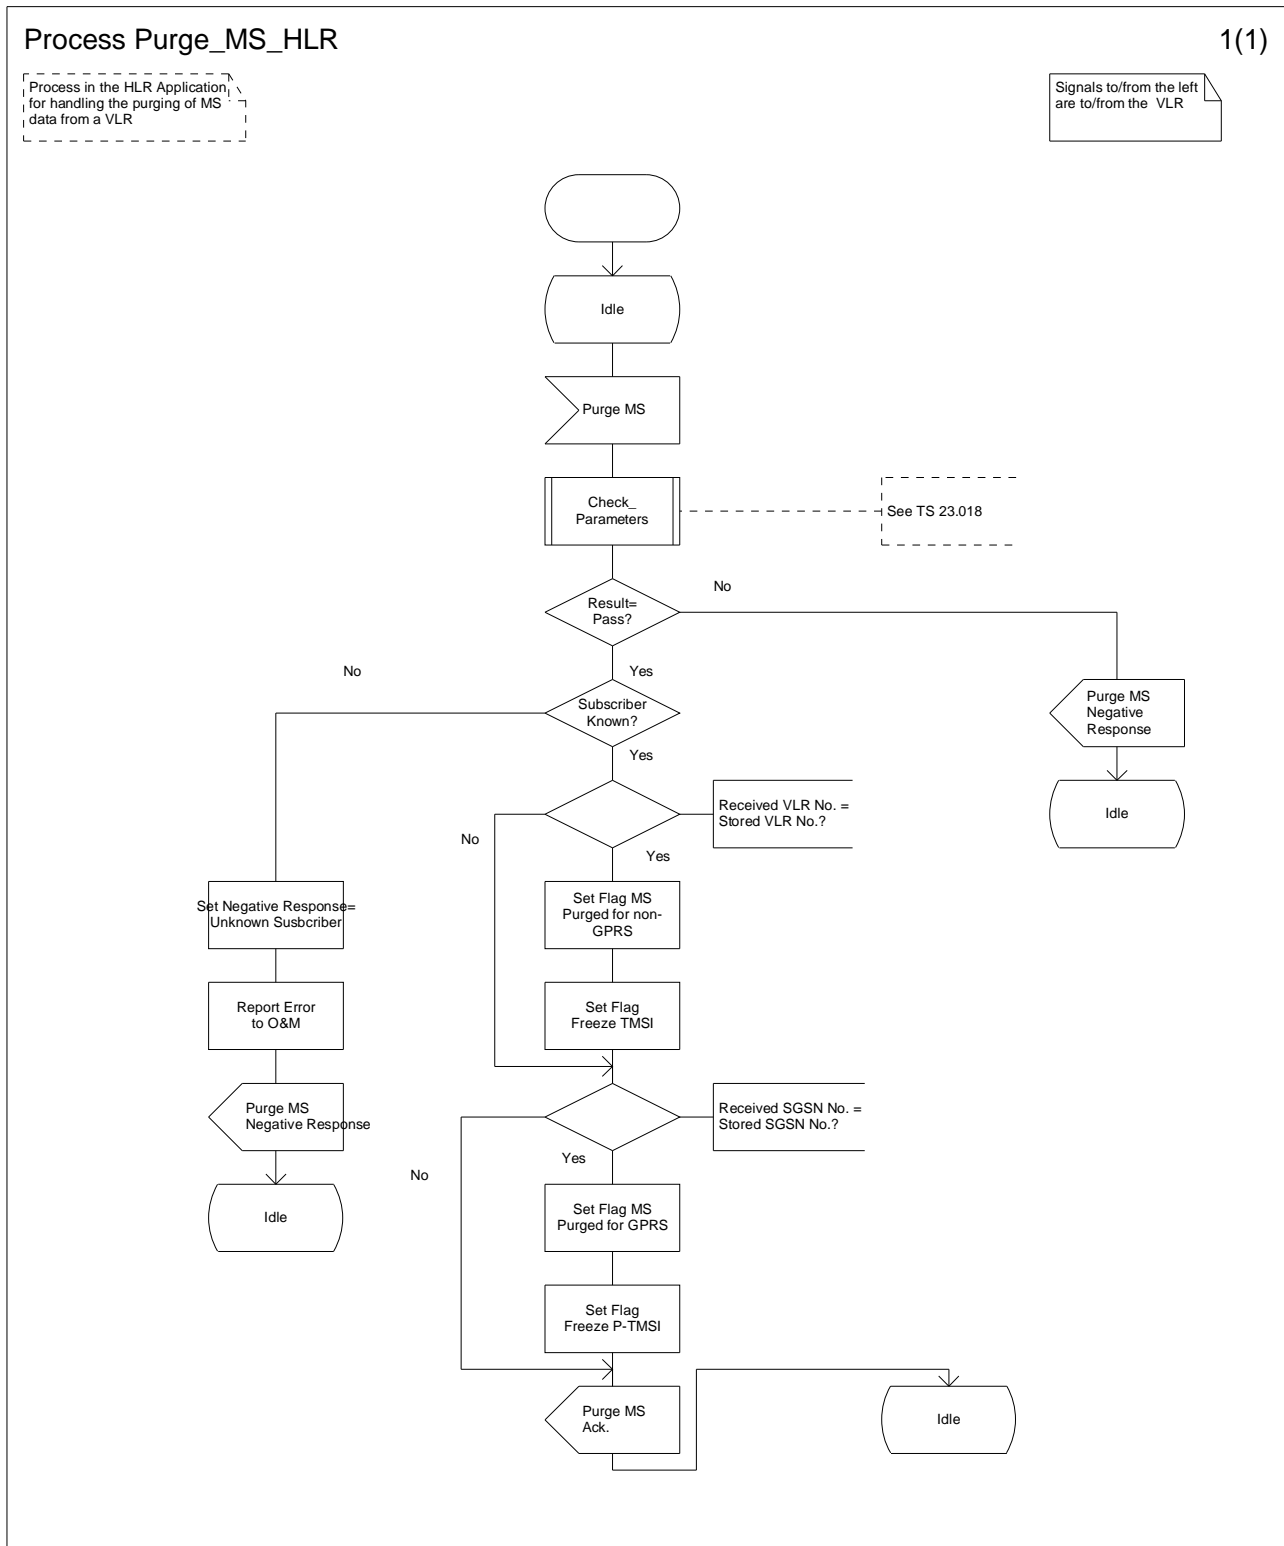 Process Purge_MS_HLR
1(1)
Process in the HLR Application
for handling the purging of MS
data from a VLR
Signals to/from the left
are to/from the VLR
Idle
Purge MS
Check_
Parameters
See TS 23.018
Result=
Pass?
No
Yes
No
Subscriber
Known?
Purge MS
Negative
Response
Yes
Received VLR No. =
Stored VLR No.?
Idle
No
Yes
Set Negative Response=
Unknown Susbcriber
Set Flag MS
Purged for non-
GPRS
Report Error
to O&M
Set Flag
Freeze TMSI
Purge MS
Negative Response
Received SGSN No. =
Stored SGSN No.?
Yes
No
Idle
Set Flag MS
Purged for GPRS
Set Flag
Freeze P-TMSI
Purge MS
Ack.
Idle